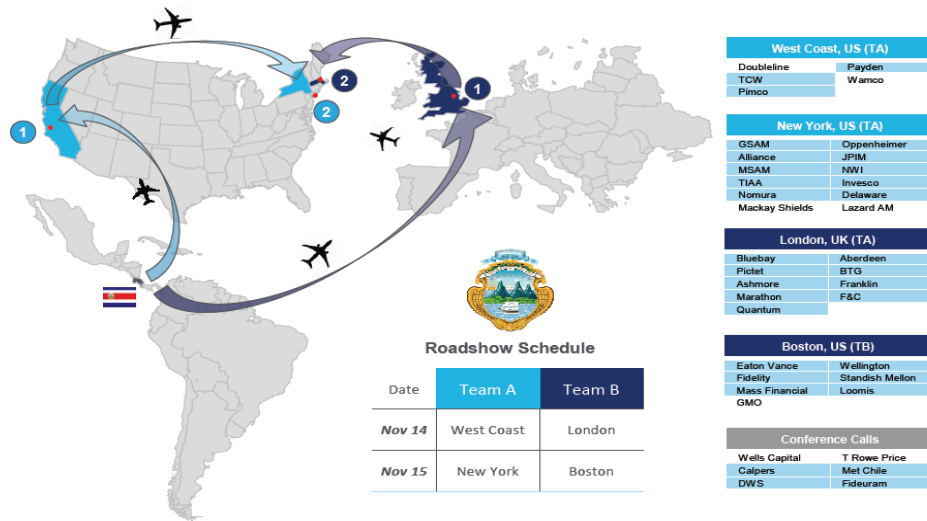 1
2
2
1
Roadshow Schedule
Date Team A Team B
Nov 14 West Coast London
Nov 15 New York Boston
West Coast, US (TA)
Doubleline Payden
TCW Wamco
Pimco
New York, US (TA)
GSAM Oppenheimer
Alliance JPIM
MSAM NWI
TIAA Invesco
Nomura Delaware
Mackay Shields Lazard AM
London, UK (TA)
Bluebay Aberdeen
Pictet BTG
Ashmore Franklin
Marathon F&C
Quantum
Boston, US (TB)
Eaton Vance Wellington
Fidelity Standish Mellon
Mass Financial Loomis
GMO
Conference Calls
Wells Capital T Rowe Price
Calpers Met Chile
DWS Fideuram